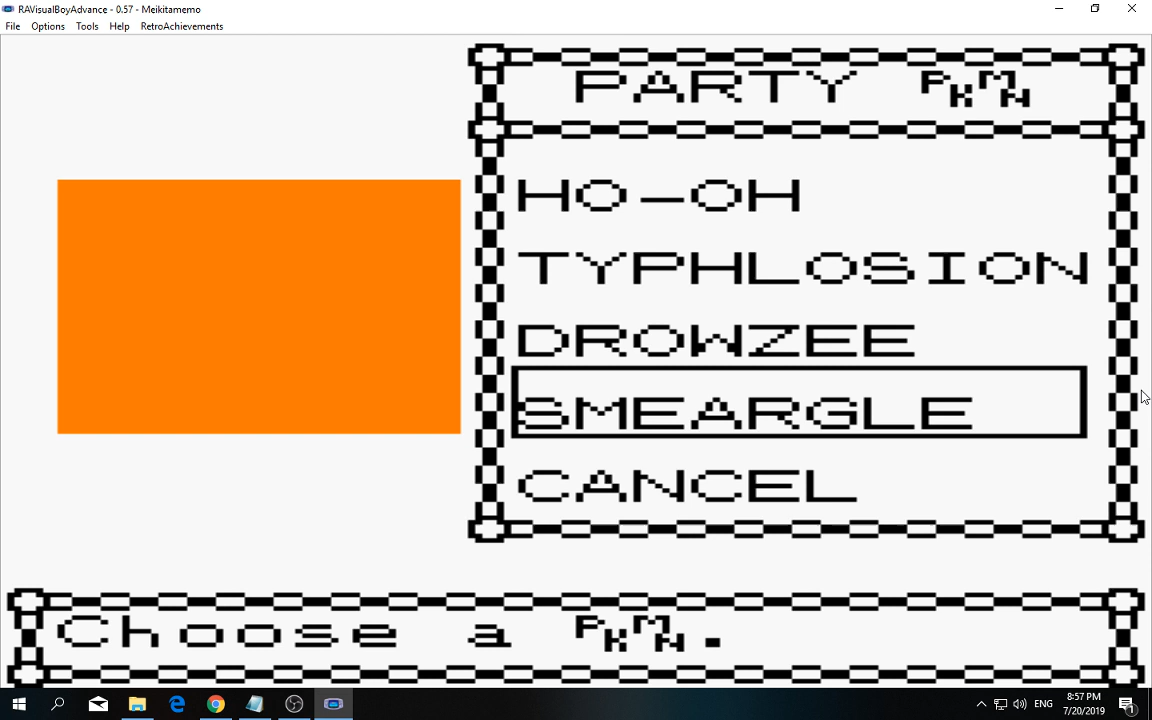 RAVisualBoyAdvance - 0.57 - Meikitamemo
File Options Tools Help RetroAchievements
PARTY PKMN
HO-OH
TYPHLOSION
DROWZEE
SMEARGLE
CANCEL
Choose a PKMN.
ENG
8:57 PM
7/20/2019
1